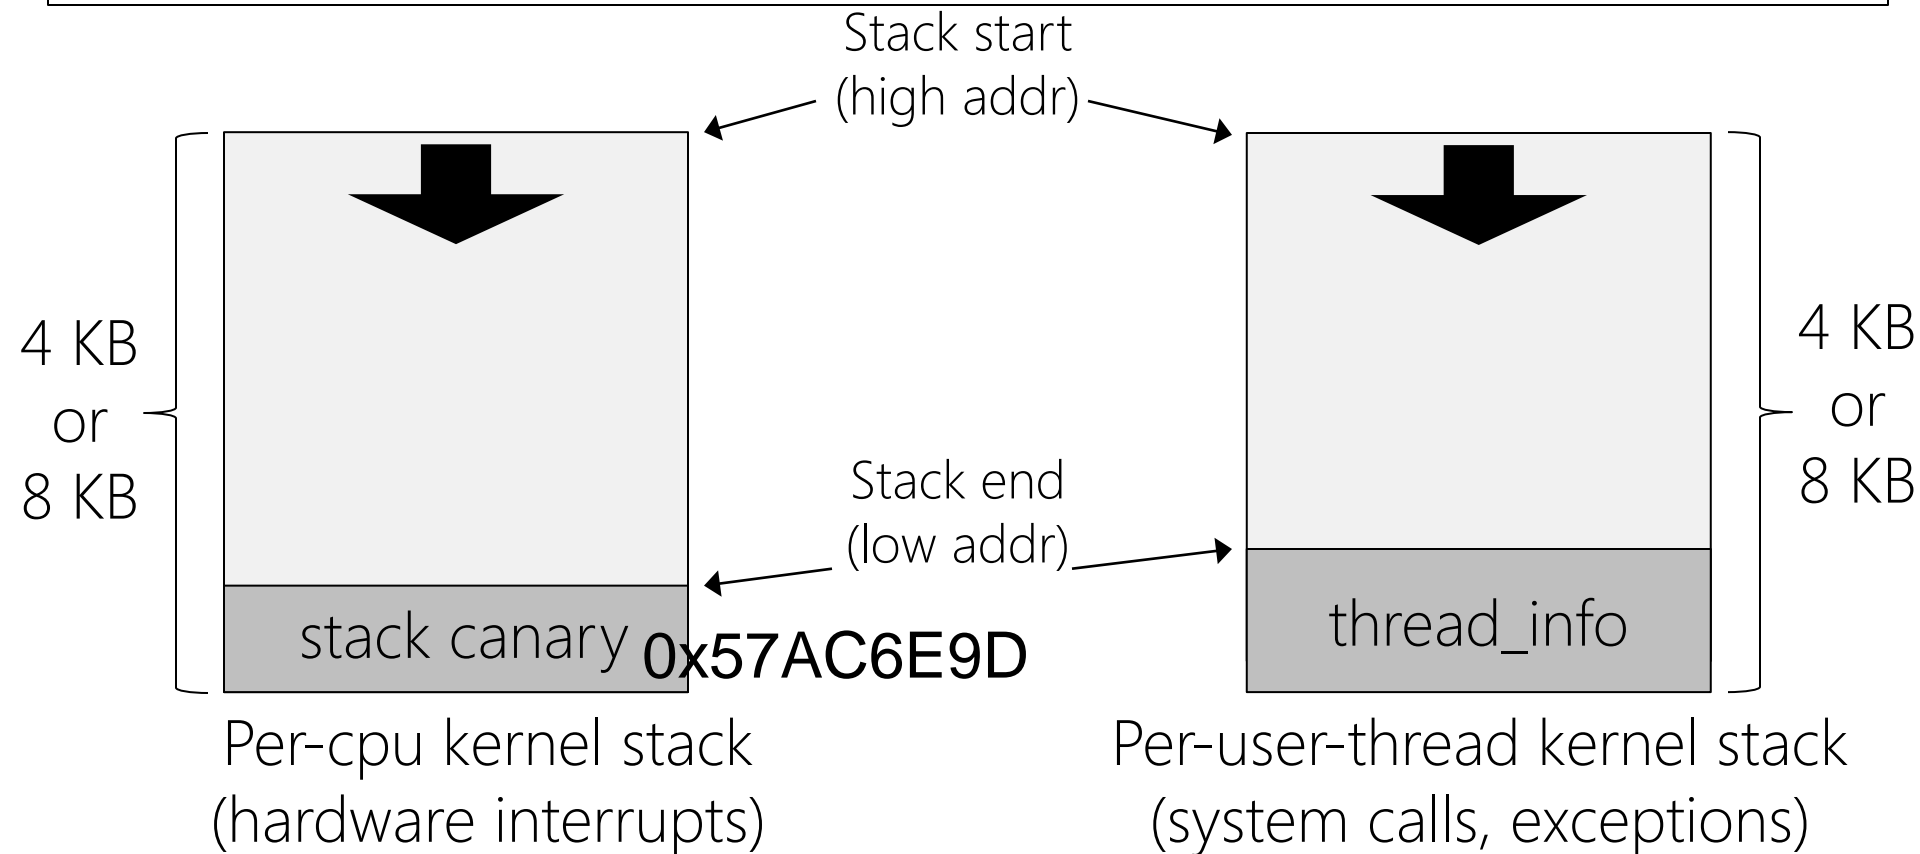 Stack start
(high addr)
4 KB
or
8 KB
4 KB
or
8 KB
Stack end
(low addr)
stack canary 0x57AC6E9D
thread_info
Per-cpu kernel stack
(hardware interrupts)
Per-user-thread kernel stack
(system calls, exceptions)